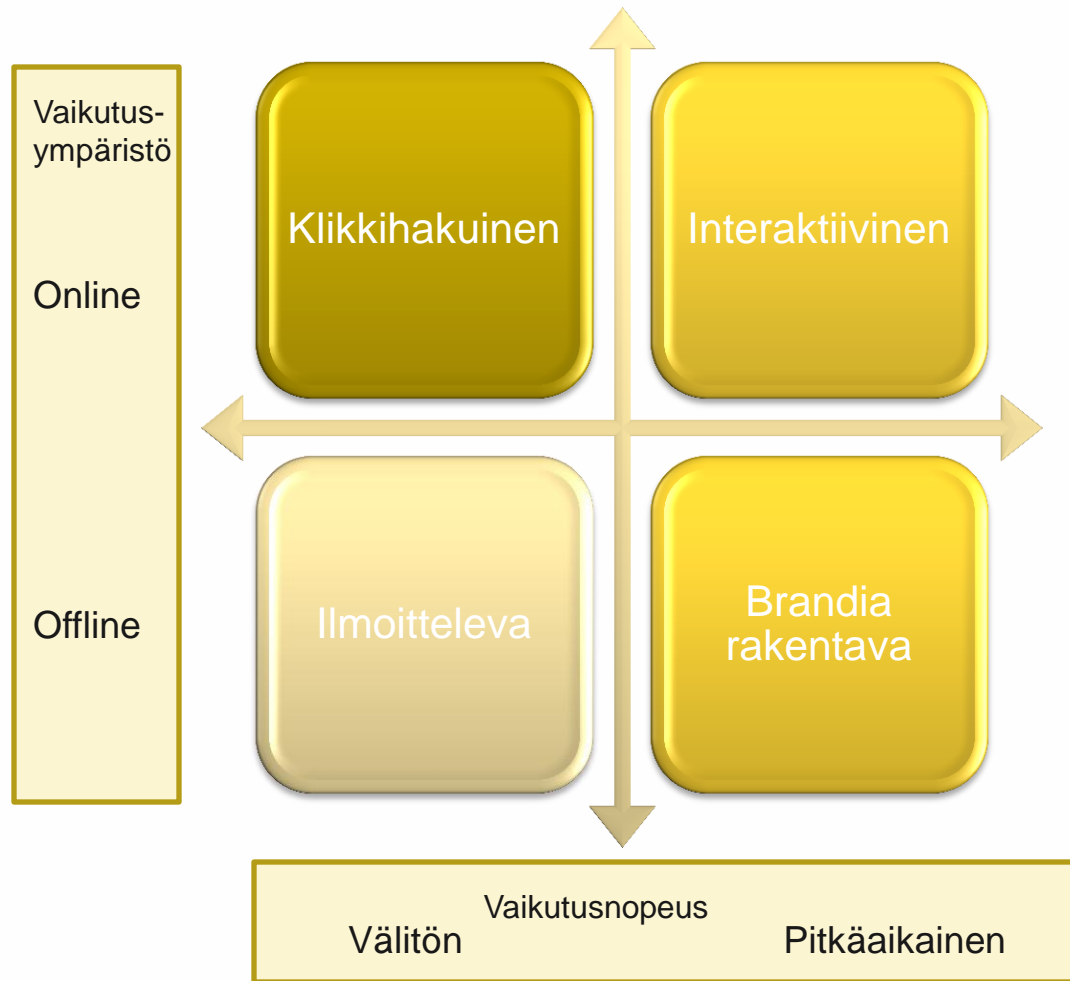 Vaikutus-
ympäristö
Online
Offline
Klikkihakuinen
Interaktiivinen
Ilmoitteleva
Brandia
rakentava
Vaikutusnopeus
Välitön
Pitkäaikainen